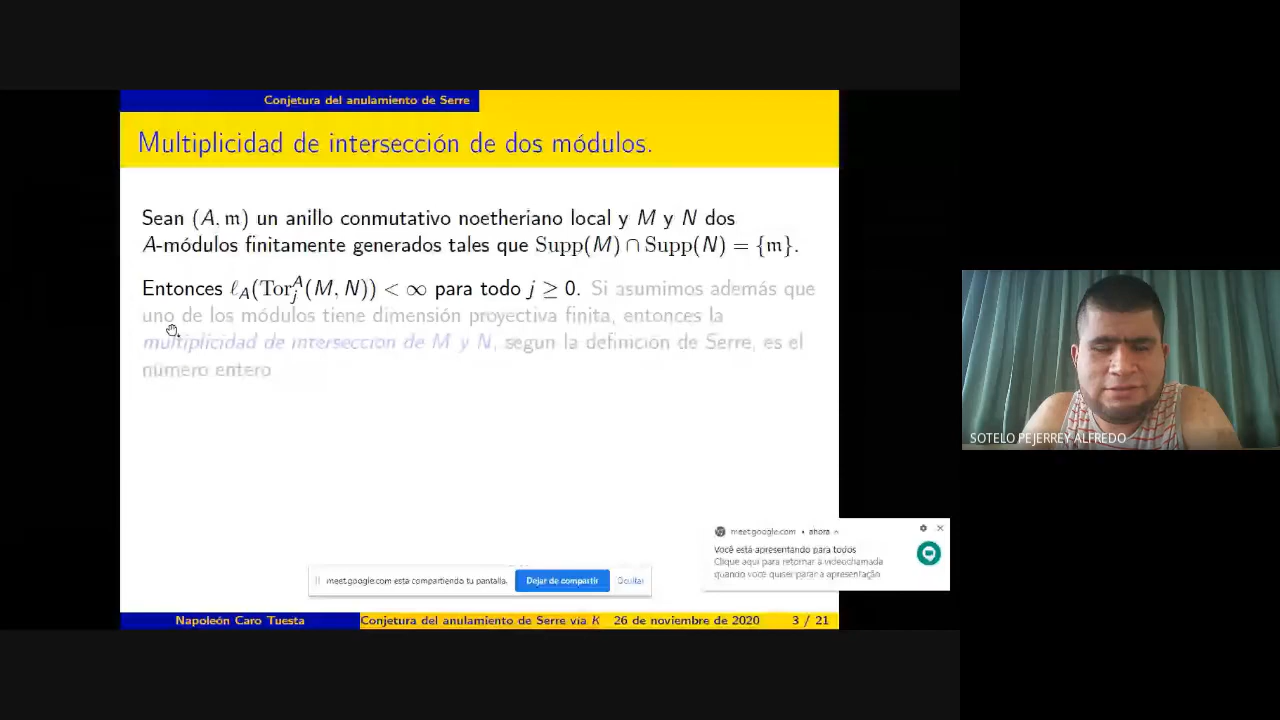 Conjetura del anulamiento de Serre
Multiplicidad de intersección de dos módulos.
Sean (A, 𝔪) un anillo conmutativo noetheriano local y M y N dos
A-módulos finitamente generados tales que Supp(M) ∩ Supp(N) = {𝔪}.
Entonces ℓ_A(Tor_j^A(M, N)) < ∞ para todo j ≥ 0. Si asumimos además que
uno de los módulos tiene dimensión proyectiva finita, entonces la
multiplicidad de intersección de M y N, segun la definición de Serre, es el
número entero
SOTELO PEJERREY ALFREDO
meet.google.com • ahora
Você está apresentando para todos
Clique aqui para retornar à videochamada
quando você quiser parar a apresentação
meet.google.com está compartiendo tu pantalla.
Dejar de compartir
Ocultar
Napoleón Caro Tuesta
Conjetura del anulamiento de Serre vía K
26 de noviembre de 2020
3 / 21